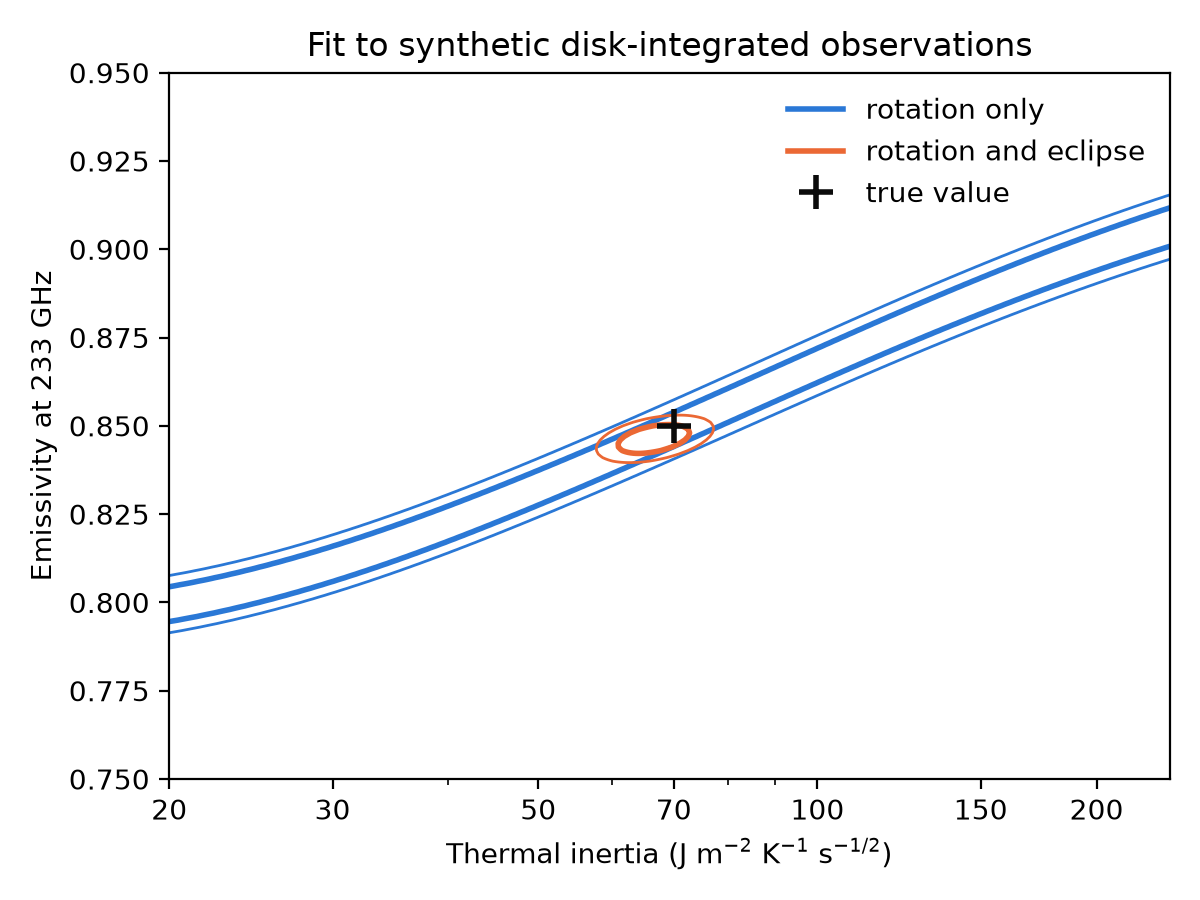 Fit to synthetic disk-integrated observations
rotation only
rotation and eclipse
true value
0.950
0.925
0.900
0.875
0.850
0.825
0.800
0.775
0.750
Emissivity at 233 GHz
20
30
50
70
100
150
200
Thermal inertia (J m⁻² K⁻¹ s⁻¹ᐟ²)